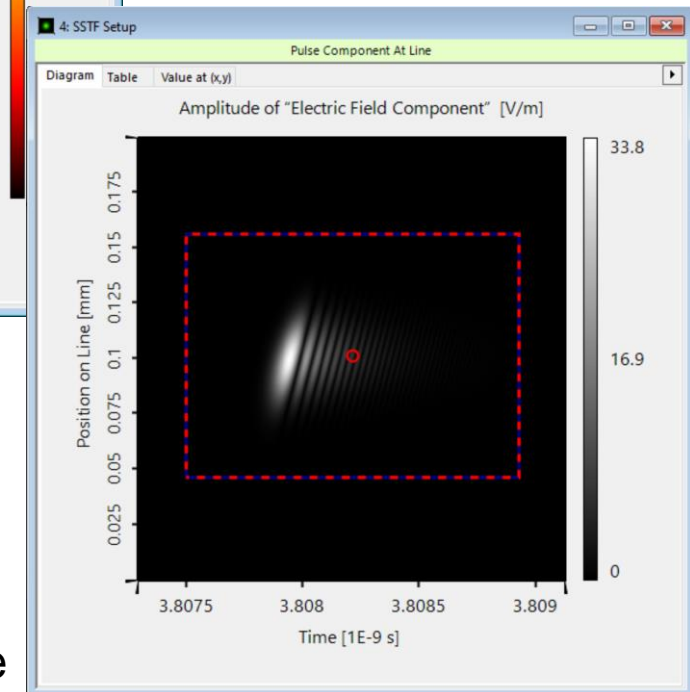 4: SSTF Setup
Pulse Component At Line
Diagram Table Value at (x,y)
Amplitude of "Electric Field Component" [V/m]
33.8
16.9
0
Position on Line [mm]
0.175
0.15
0.125
0.1
0.075
0.05
0.025
3.8075 3.808 3.8085 3.809
Time [1E-9 s]
e